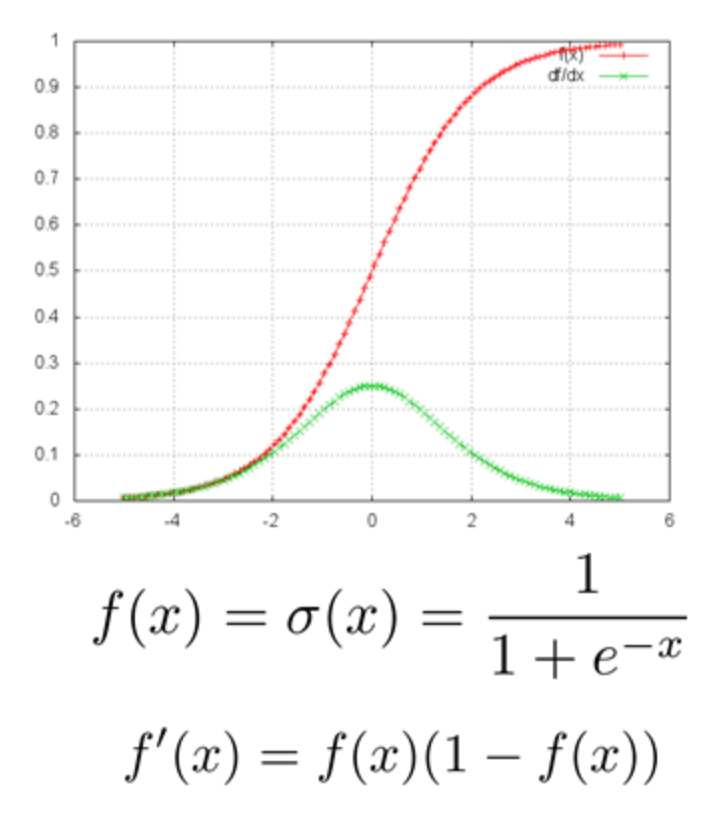 1
f(x)
0.9
df/dx
0.8
0.7
0.6
0.5
0.4
0.3
0.2
0.1
0
-6 -4 -2 0 2 4 6
f(x) = σ(x) = 1 / (1 + e^{-x})
f′(x) = f(x)(1 − f(x))